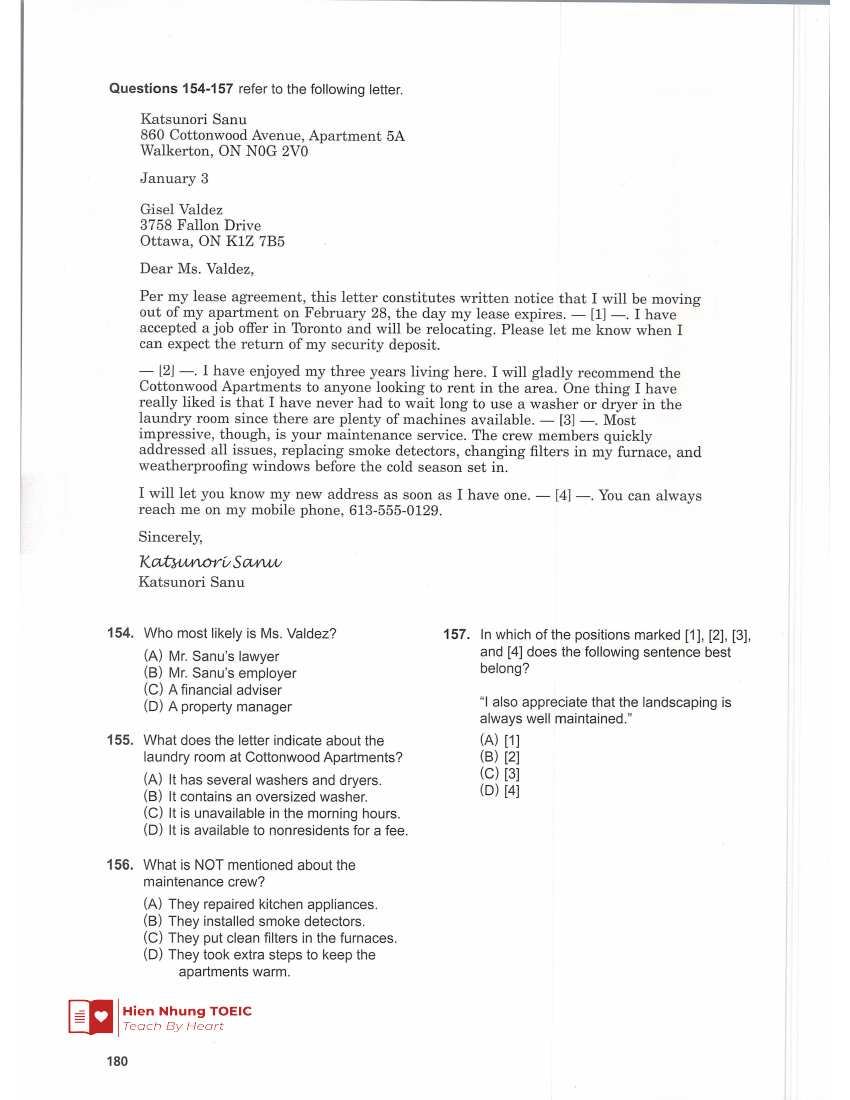 Questions 154-157 refer to the following letter.
Katsunori Sanu
860 Cottonwood Avenue, Apartment 5A
Walkerton, ON N0G 2V0
January 3
Gisel Valdez
3758 Fallon Drive
Ottawa, ON K1Z 7B5
Dear Ms. Valdez,
Per my lease agreement, this letter constitutes written notice that I will be moving
out of my apartment on February 28, the day my lease expires. — [1] —. I have
accepted a job offer in Toronto and will be relocating. Please let me know when I
can expect the return of my security deposit.
— [2] —. I have enjoyed my three years living here. I will gladly recommend the
Cottonwood Apartments to anyone looking to rent in the area. One thing I have
really liked is that I have never had to wait long to use a washer or dryer in the
laundry room since there are plenty of machines available. — [3] —. Most
impressive, though, is your maintenance service. The crew members quickly
addressed all issues, replacing smoke detectors, changing filters in my furnace, and
weatherproofing windows before the cold season set in.
I will let you know my new address as soon as I have one. — [4] —. You can always
reach me on my mobile phone, 613-555-0129.
Sincerely,
Katsunori Sanu
Katsunori Sanu
154. Who most likely is Ms. Valdez?
(A) Mr. Sanu's lawyer
(B) Mr. Sanu's employer
(C) A financial adviser
(D) A property manager
155. What does the letter indicate about the
laundry room at Cottonwood Apartments?
(A) It has several washers and dryers.
(B) It contains an oversized washer.
(C) It is unavailable in the morning hours.
(D) It is available to nonresidents for a fee.
156. What is NOT mentioned about the
maintenance crew?
(A) They repaired kitchen appliances.
(B) They installed smoke detectors.
(C) They put clean filters in the furnaces.
(D) They took extra steps to keep the
apartments warm.
157. In which of the positions marked [1], [2], [3],
and [4] does the following sentence best
belong?
"I also appreciate that the landscaping is
always well maintained."
(A) [1]
(B) [2]
(C) [3]
(D) [4]
Hien Nhung TOEIC
Teach By Heart
180